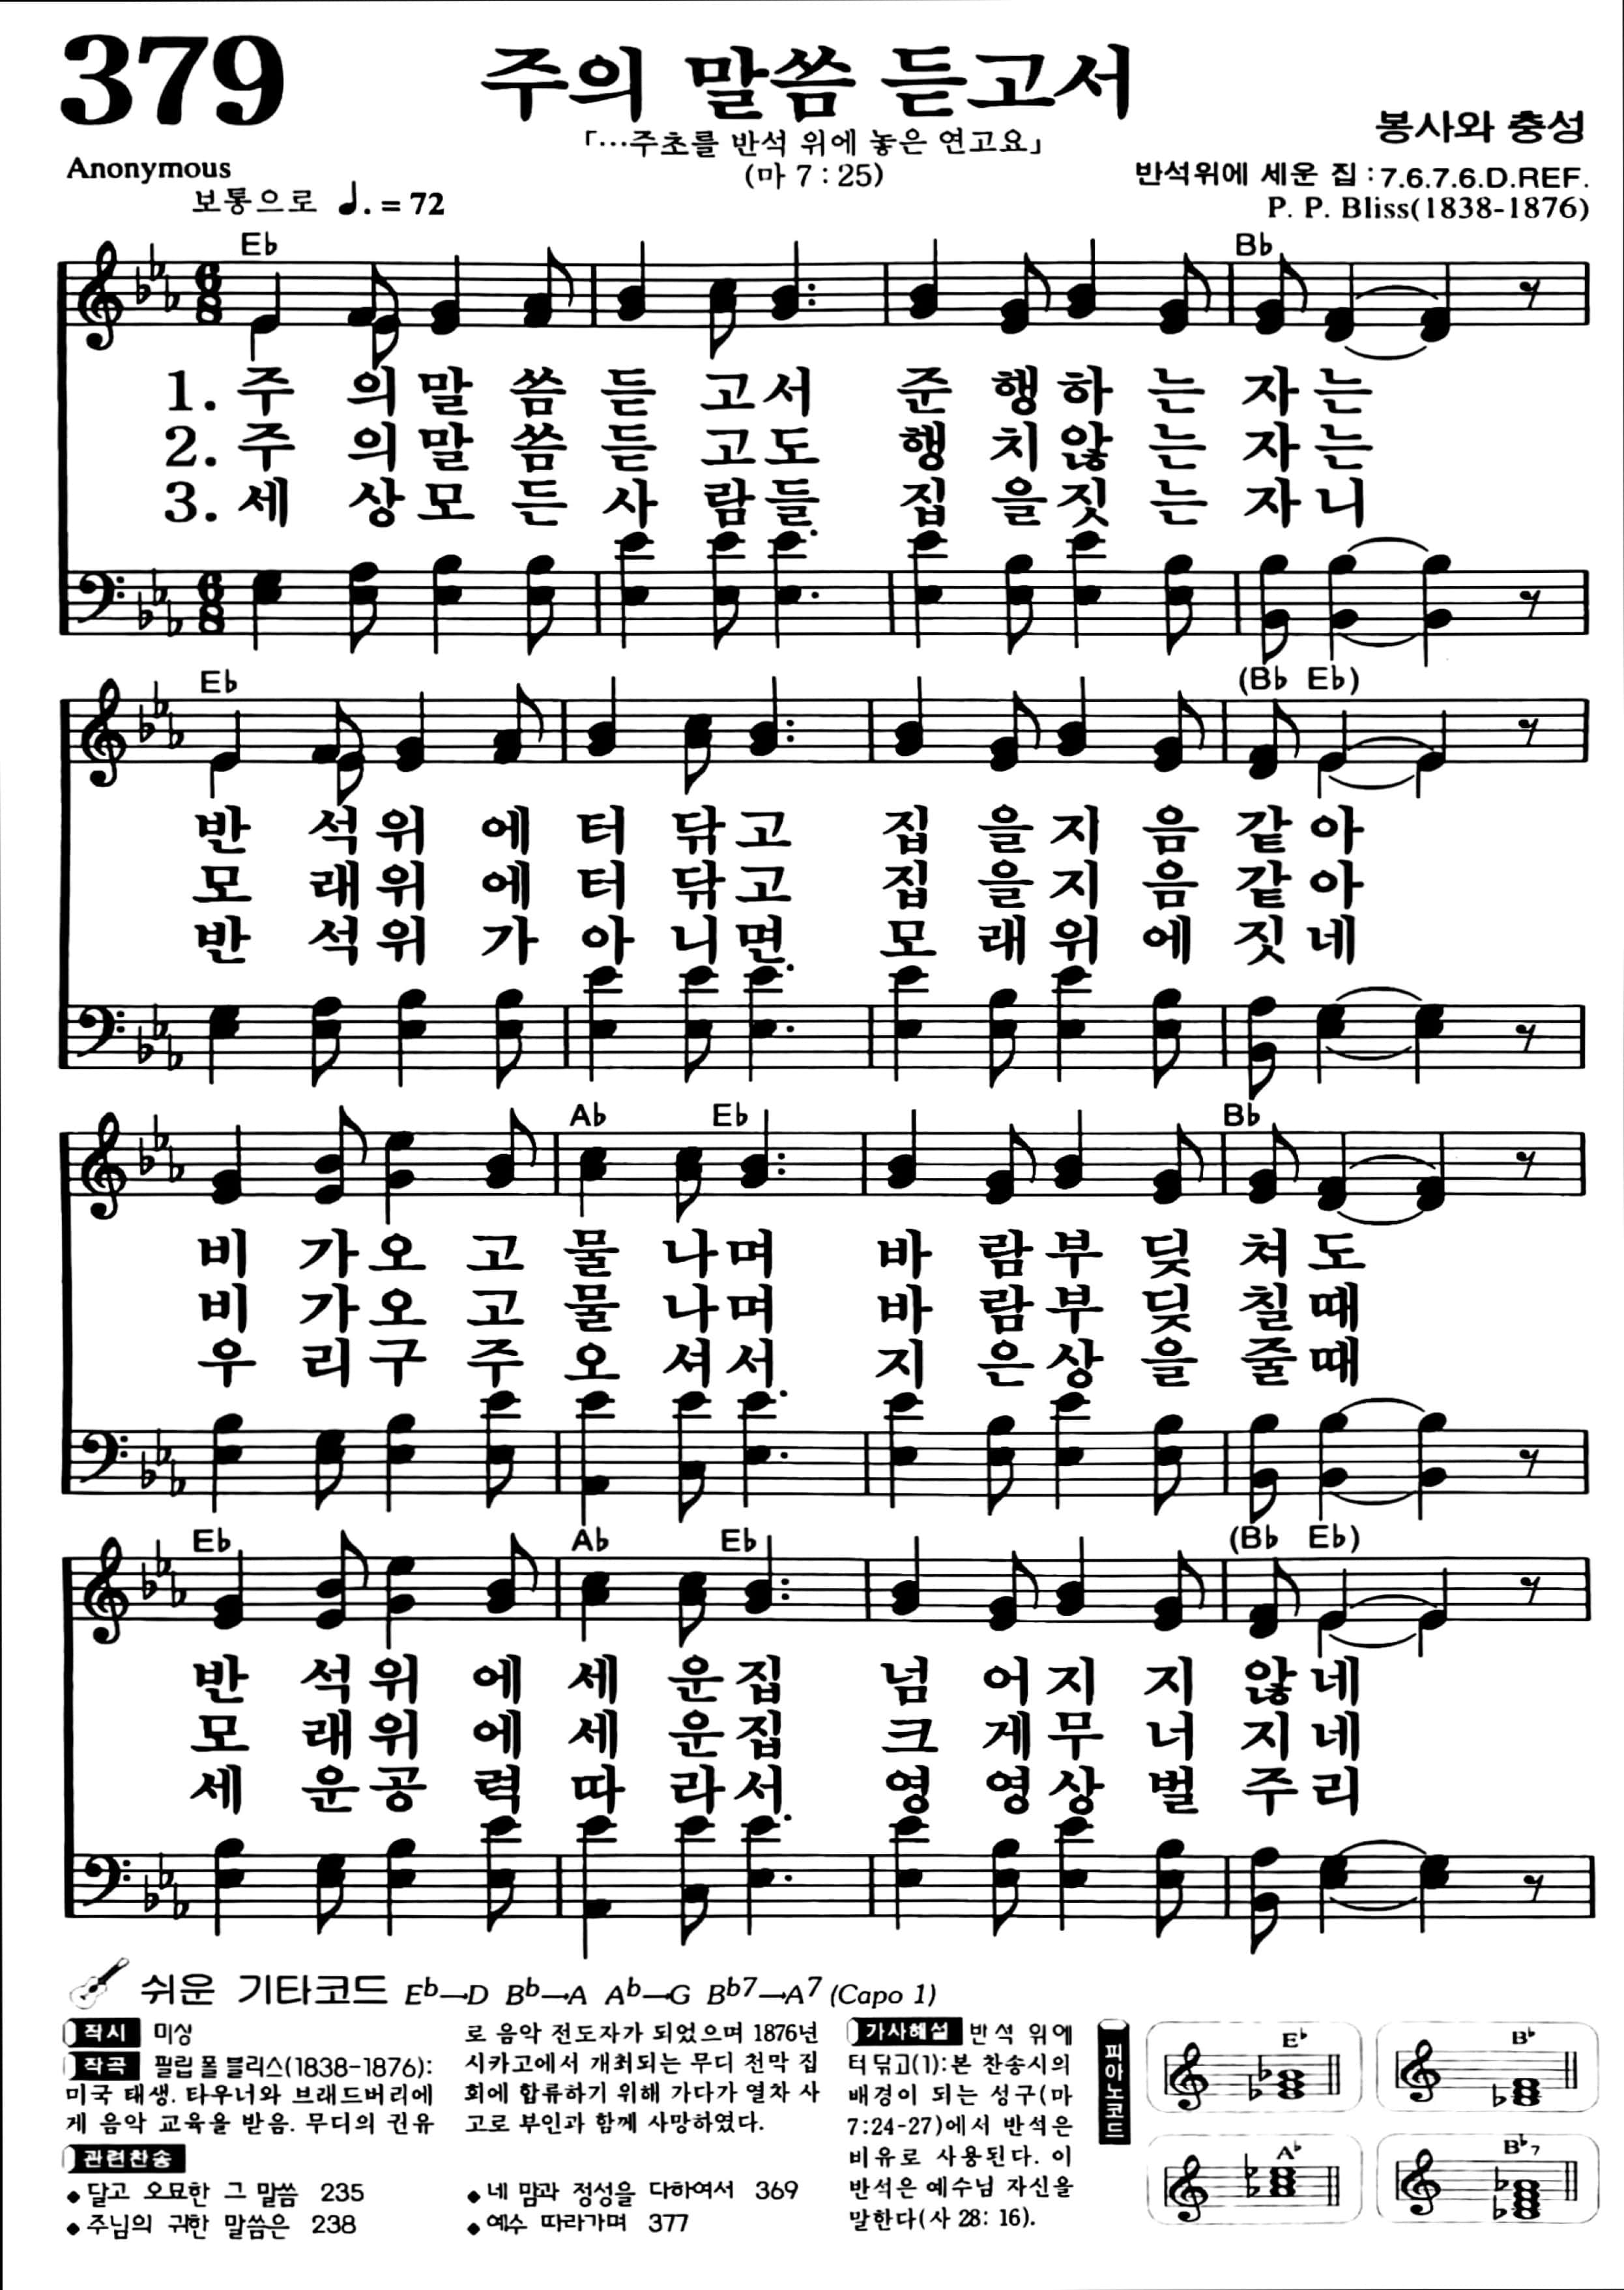 379
주의 말씀 듣고서
「…주초를 반석 위에 놓은 연고요」
(마 7 : 25)
봉사와 충성
Anonymous
반석위에 세운 집 : 7.6.7.6.D.REF.
보통으로 ♩. = 72
P. P. Bliss(1838-1876)
E♭ B♭
1. 주 의 말 씀 듣 고 서 준 행 하 는 자 는
2. 주 의 말 씀 듣 고 도 행 치 않 는 자 는
3. 세 상 모 든 사 람 들 집 을 짓 는 자 니
E♭ (B♭ E♭)
반 석 위 에 터 닦 고 집 을 지 음 같 아
모 래 위 에 터 닦 고 집 을 지 음 같 아
반 석 위 가 아 니 면 모 래 위 에 짓 네
A♭ E♭ B♭
비 가 오 고 물 나 며 바 람 부 딪 쳐 도
비 가 오 고 물 나 며 바 람 부 딪 칠 때
우 리 구 주 오 셔 서 지 은 상 을 줄 때
E♭ A♭ E♭ (B♭ E♭)
반 석 위 에 세 운 집 넘 어 지 지 않 네
모 래 위 에 세 운 집 크 게 무 너 지 네
세 운 공 력 따 라 서 영 영 상 벌 주 리
쉬운 기타코드 E♭→D B♭→A A♭→G B♭7→A7 (Capo 1)
작시 미상
작곡 필립 폴 블리스(1838-1876):
미국 태생. 타우너와 브래드버리에
게 음악 교육을 받음. 무디의 권유
로 음악 전도자가 되었으며 1876년
시카고에서 개최되는 무디 천막 집
회에 합류하기 위해 가다가 열차 사
고로 부인과 함께 사망하였다.
관련찬송
◆달고 오묘한 그 말씀 235
◆주님의 귀한 말씀은 238
◆네 맘과 정성을 다하여서 369
◆예수 따라가며 377
가사해설 반석 위에
터 닦고(1):본 찬송시의
배경이 되는 성구(마
7:24-27)에서 반석은
비유로 사용된다. 이
반석은 예수님 자신을
말한다(사 28: 16).
피아노코드
E♭
B♭
A♭
B♭7